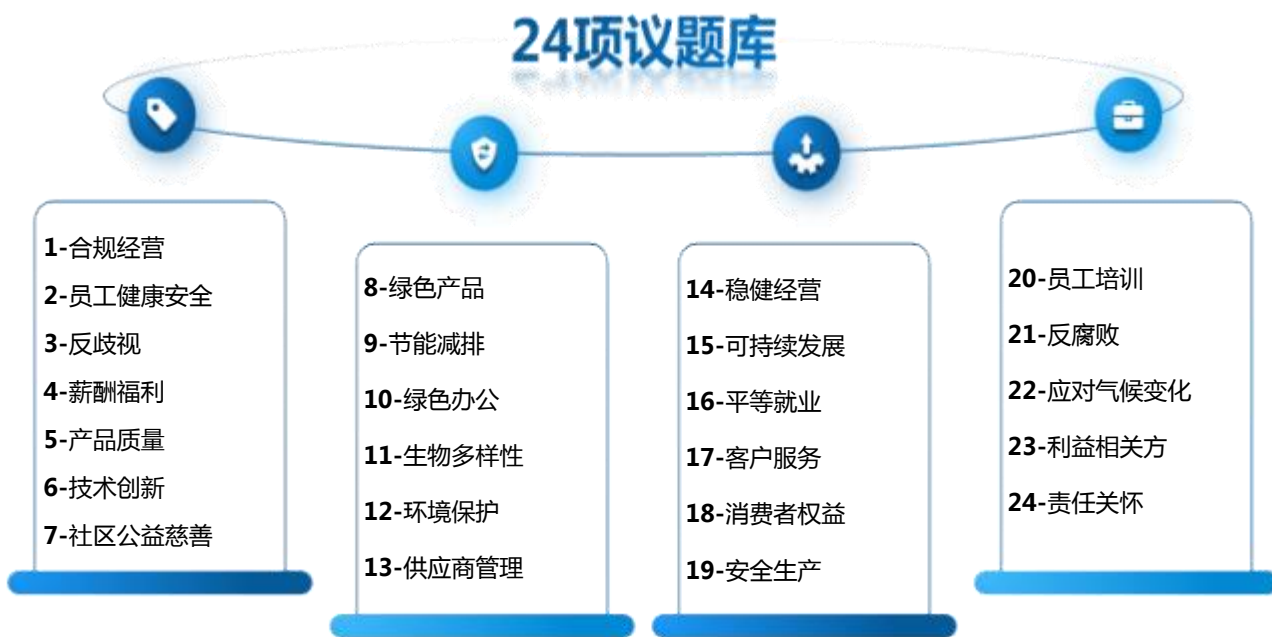 24项议题库
1-合规经营
2-员工健康安全
3-反歧视
4-薪酬福利
5-产品质量
6-技术创新
7-社区公益慈善
8-绿色产品
9-节能减排
10-绿色办公
11-生物多样性
12-环境保护
13-供应商管理
14-稳健经营
15-可持续发展
16-平等就业
17-客户服务
18-消费者权益
19-安全生产
20-员工培训
21-反腐败
22-应对气候变化
23-利益相关方
24-责任关怀